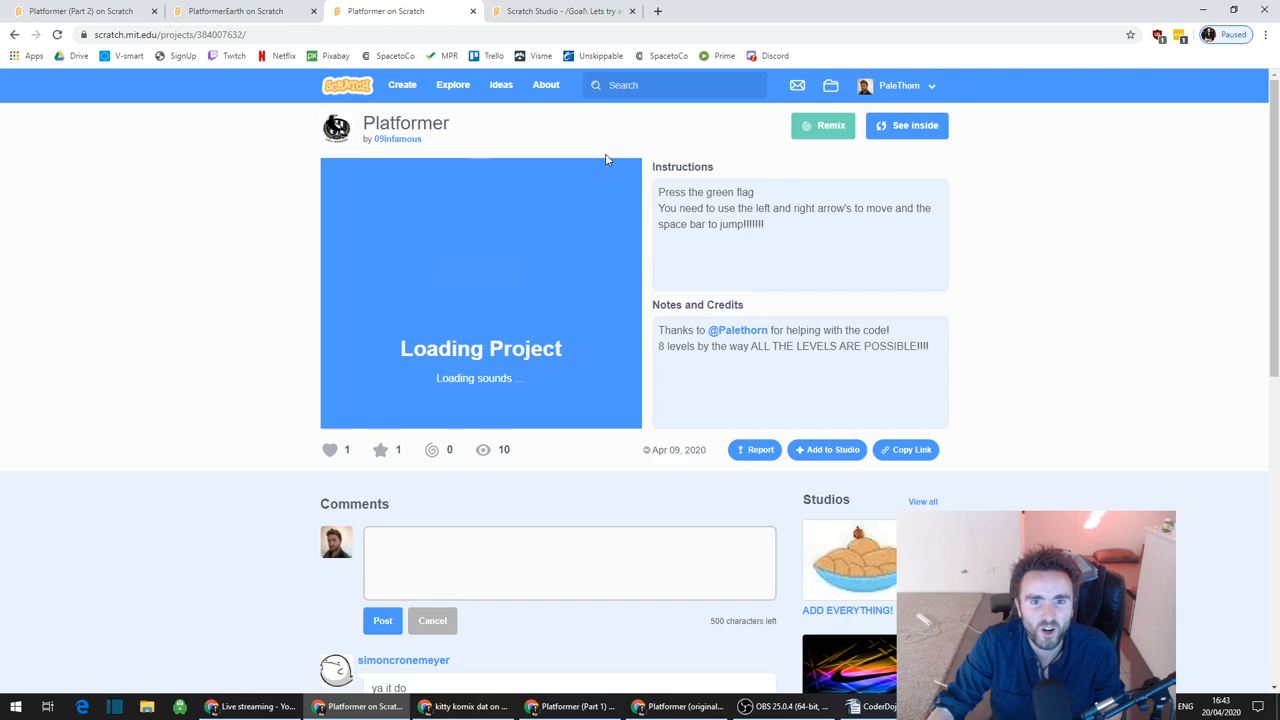 Platformer (Part 2) on Scratch
PlatformerEarth on Scratch
Platformer on Scratch
Scratch Studio - /Goal\ Lets try a
scratch.mit.edu/projects/384007632/
Paused
Apps
Drive
V-smart
SignUp
Twitch
Netflix
Pixabay
SpacetoCo
MPR
Trello
Visme
Unskippable
SpacetoCo
Prime
Discord
SCRATCH
Create
Explore
Ideas
About
Search
PaleThorn
Platformer
by 09infamous
Remix
See inside
Instructions
Press the green flag
You need to use the left and right arrow's to move and the
space bar to jump!!!!!!!
Loading Project
Loading sounds …
Notes and Credits
Thanks to @Palethorn for helping with the code!
8 levels by the way ALL THE LEVELS ARE POSSIBLE!!!!
1
1
0
10
Apr 09, 2020
Report
Add to Studio
Copy Link
Comments
Studios
View all
Post
Cancel
500 characters left
ADD EVERYTHING!
simoncronemeyer
ya it do
Live streaming - Yo...
Platformer on Scrat...
kitty komix dat on ...
Platformer (Part 1) ...
Platformer (original...
OBS 25.0.4 (64-bit, ...
CoderDoj
ENG
16:43
20/04/2020